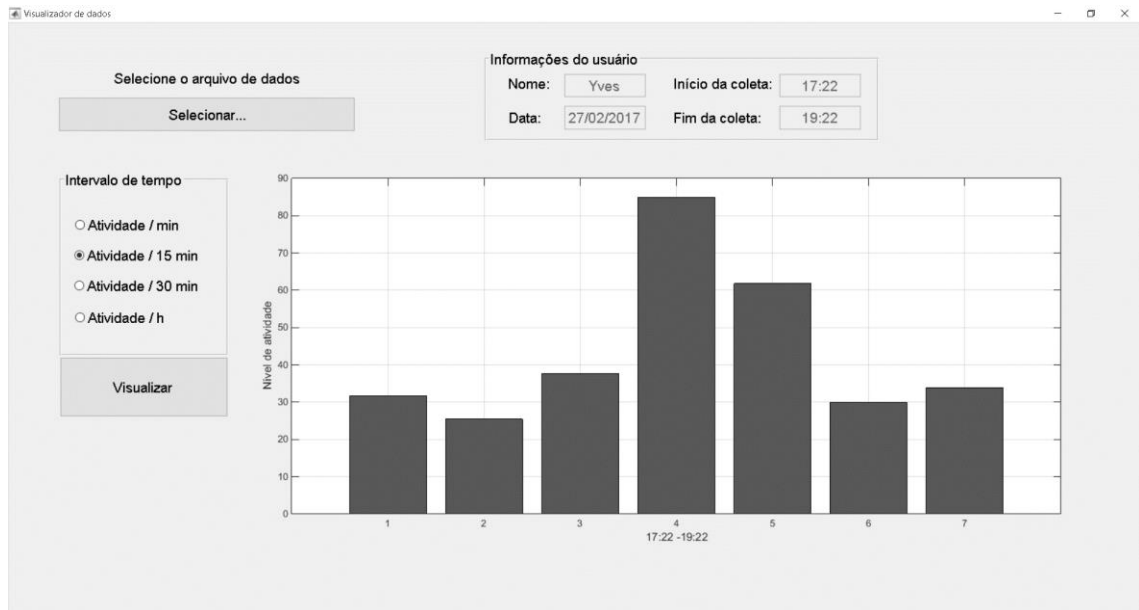 Visualizador de dados
Selecione o arquivo de dados
Selecionar...
Informações do usuário
Nome: Yves Início da coleta: 17:22
Data: 27/02/2017 Fim da coleta: 19:22
Intervalo de tempo
Atividade / min
Atividade / 15 min
Atividade / 30 min
Atividade / h
Visualizar
Nível de atividade
90
80
70
60
50
40
30
20
10
0
1 2 3 4 5 6 7
17:22 -19:22